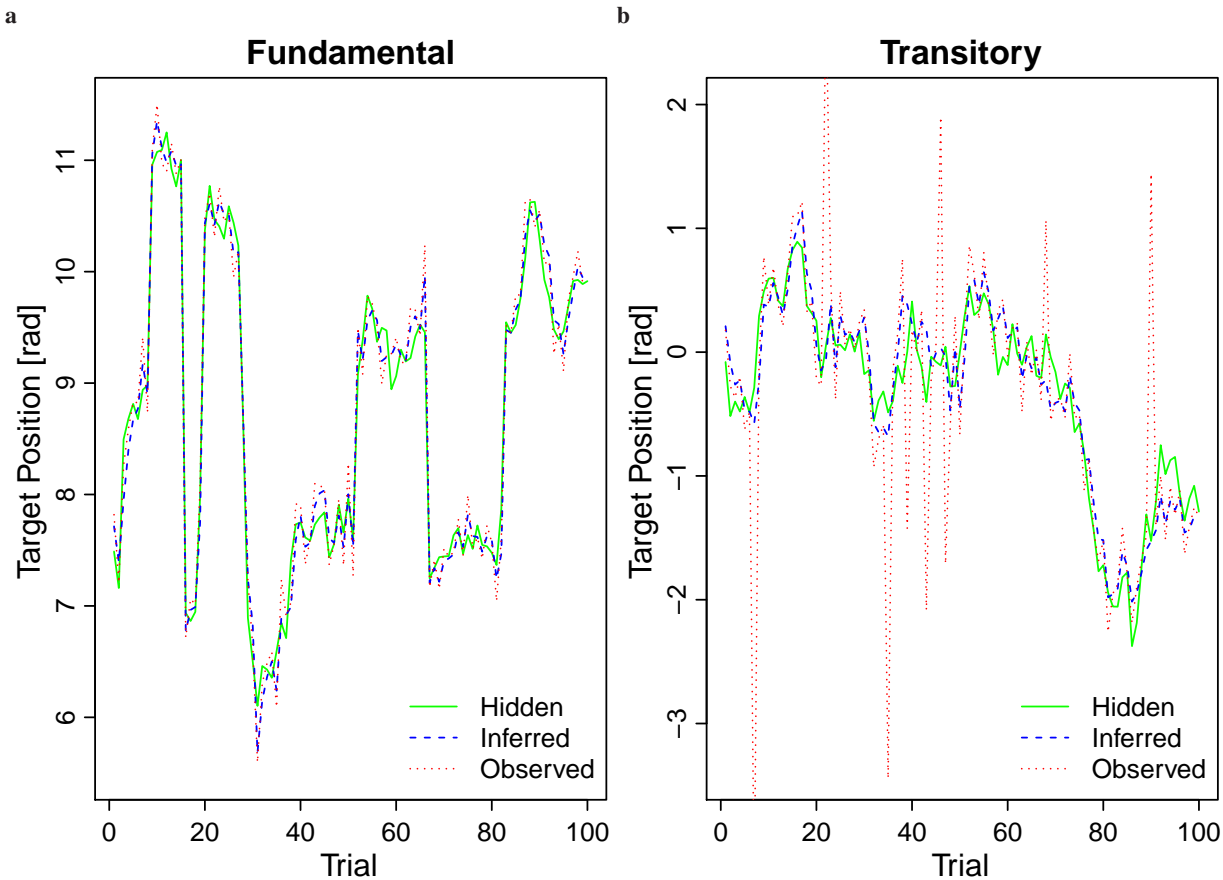 a
Fundamental
Target Position [rad]
11
10
9
8
7
6
Hidden
Inferred
Observed
0 20 40 60 80 100
Trial
b
Transitory
Target Position [rad]
2
1
0
−1
−2
−3
Hidden
Inferred
Observed
0 20 40 60 80 100
Trial